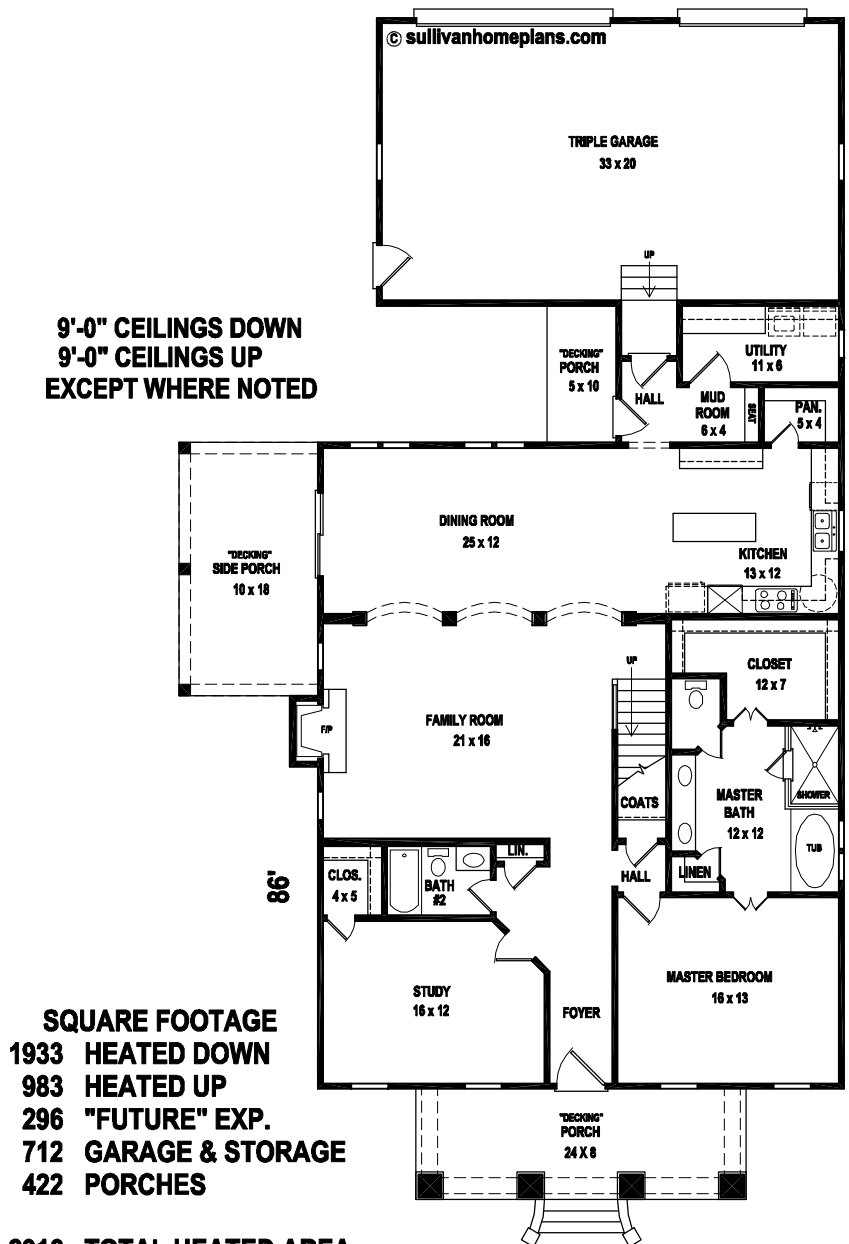 © sullivanhomeplans.com
TRIPLE GARAGE
33 x 20
UP
9'-0" CEILINGS DOWN
9'-0" CEILINGS UP
EXCEPT WHERE NOTED
"DECKING"
PORCH
5 x 10
UTILITY
11 x 6
HALL
MUD
ROOM
6 x 4
SEAT
PAN.
5 x 4
DINING ROOM
25 x 12
KITCHEN
13 x 12
"DECKING"
SIDE PORCH
10 x 18
CLOSET
12 x 7
UP
FAMILY ROOM
21 x 16
F/P
COATS
MASTER
BATH
12 x 12
SHOWER
TUB
LIN.
CLOS.
4 x 5
BATH
#2
HALL
LINEN
86'
STUDY
16 x 12
MASTER BEDROOM
16 x 13
FOYER
SQUARE FOOTAGE
1933 HEATED DOWN
983 HEATED UP
296 "FUTURE" EXP.
712 GARAGE & STORAGE
422 PORCHES
"DECKING"
PORCH
24 X 8
TOTAL HEATED AREA